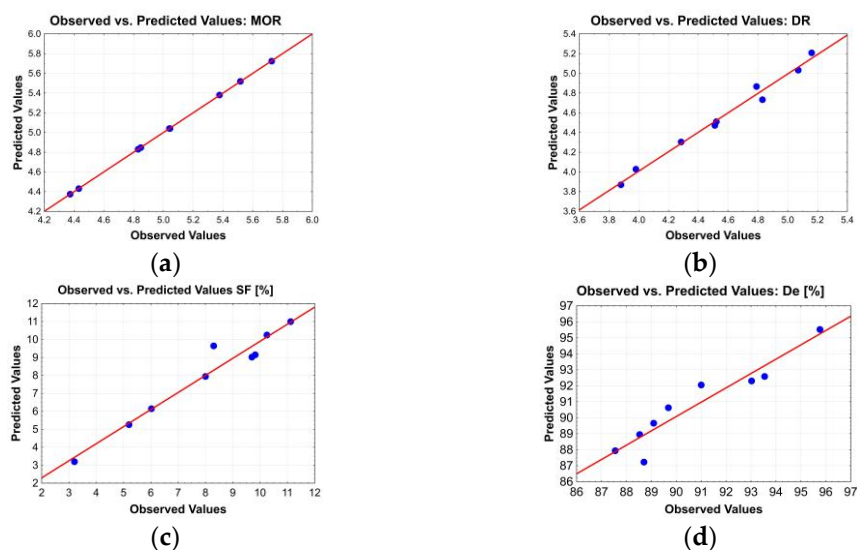 Observed vs. Predicted Values: MOR
6.0
5.8
5.6
5.4
5.2
5.0
4.8
4.6
4.4
4.2
Predicted Values
4.2 4.4 4.6 4.8 5.0 5.2 5.4 5.6 5.8 6.0
Observed Values
(a)
Observed vs. Predicted Values: DR
5.4
5.2
5.0
4.8
4.6
4.4
4.2
4.0
3.8
3.6
Predicted Values
3.6 3.8 4.0 4.2 4.4 4.6 4.8 5.0 5.2 5.4
Observed Values
(b)
Observed vs. Predicted Values SF [%]
12
11
10
9
8
7
6
5
4
3
2
Predicted Values
2 3 4 5 6 7 8 9 10 11 12
Observed Values
(c)
Observed vs. Predicted Values: De [%]
97
96
95
94
93
92
91
90
89
88
87
86
Predicted Values
86 87 88 89 90 91 92 93 94 95 96 97
Observed Values
(d)